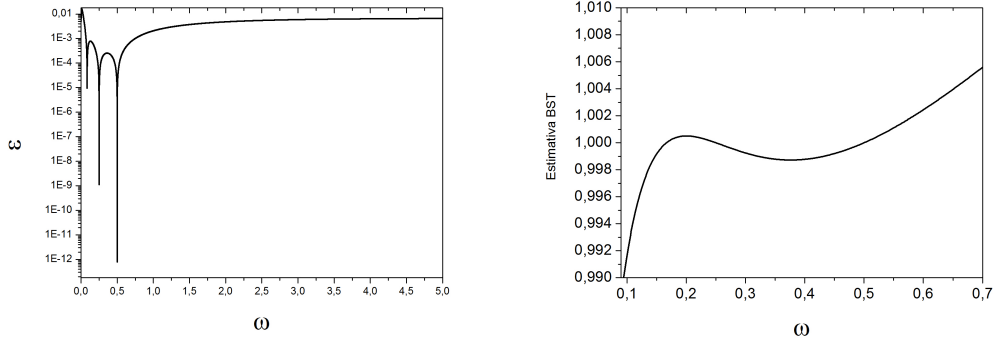 0,01
1E-3
1E-4
1E-5
1E-6
1E-7
1E-8
1E-9
1E-10
1E-11
1E-12
ε
0,0 0,5 1,0 1,5 2,0 2,5 3,0 3,5 4,0 4,5 5,0
ω
1,010
1,008
1,006
1,004
1,002
1,000
0,998
0,996
0,994
0,992
0,990
Estimativa BST
0,1 0,2 0,3 0,4 0,5 0,6 0,7
ω